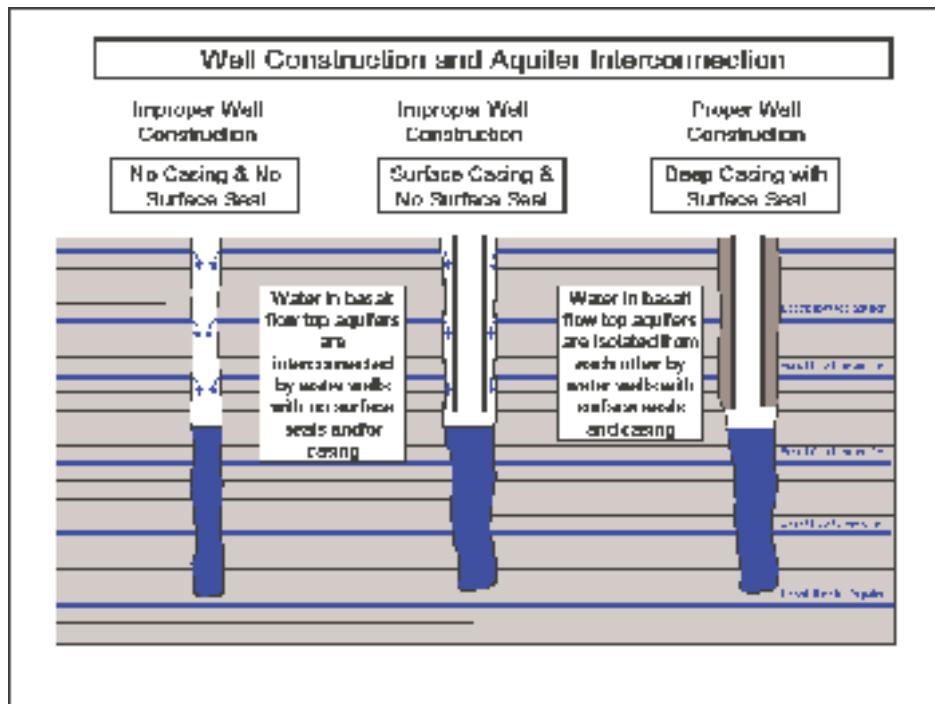 Well Construction and Aquifer Interconnection
Improper Well
Construction
No Casing & No
Surface Seal
Improper Well
Construction
Surface Casing &
No Surface Seal
Proper Well
Construction
Deep Casing with
Surface Seal
Water in basalt
flow top aquifers
are
interconnected
by water wells
with no surface
seals and/or
casing
Water in basalt
flow top aquifers
are isolated from
each other by
water wells with
surface seals
and casing